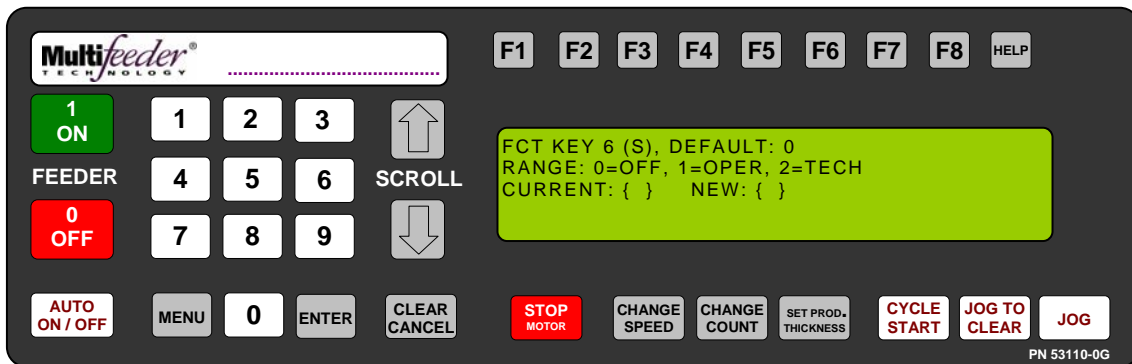 Multifeeder®
TECHNOLOGY
F1 F2 F3 F4 F5 F6 F7 F8 HELP
1
ON
FEEDER
0
OFF
1 2 3
4 5 6
7 8 9
SCROLL
FCT KEY 6 (S), DEFAULT: 0
RANGE: 0=OFF, 1=OPER, 2=TECH
CURRENT: { } NEW: { }
AUTO
ON / OFF
MENU
0
ENTER
CLEAR
CANCEL
STOP
MOTOR
CHANGE
SPEED
CHANGE
COUNT
SET PROD.
THICKNESS
CYCLE
START
JOG TO
CLEAR
JOG
PN 53110-0G